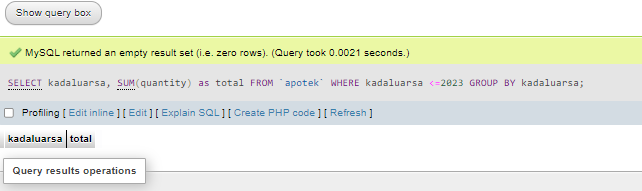 Show query box
MySQL returned an empty result set (i.e. zero rows). (Query took 0.0021 seconds.)
SELECT kadaluarsa, SUM(quantity) as total FROM `apotek` WHERE kadaluarsa <=2023 GROUP BY kadaluarsa;
Profiling [ Edit inline ] [ Edit ] [ Explain SQL ] [ Create PHP code ] [ Refresh ]
kadaluarsa total
Query results operations